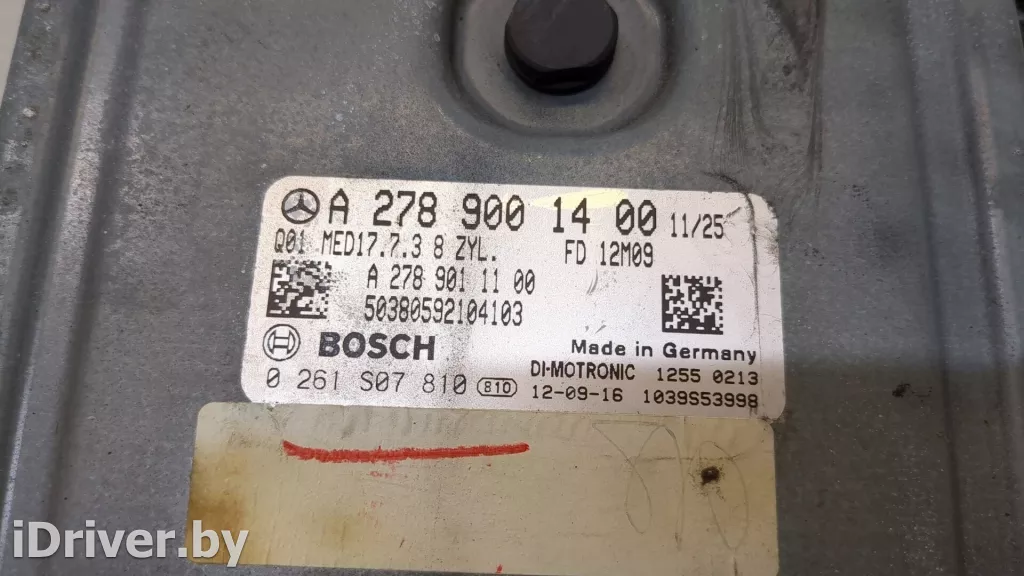 A 278 900 14 00 11/25
Q01 MED17.7.3 8 ZYL. FD 12M09
A 278 901 11 00
50380592104103
BOSCH
Made in Germany
DI-MOTRONIC 1255 0213
0 261 S07 810 810 12-09-16 1039S53998
iDriver.by